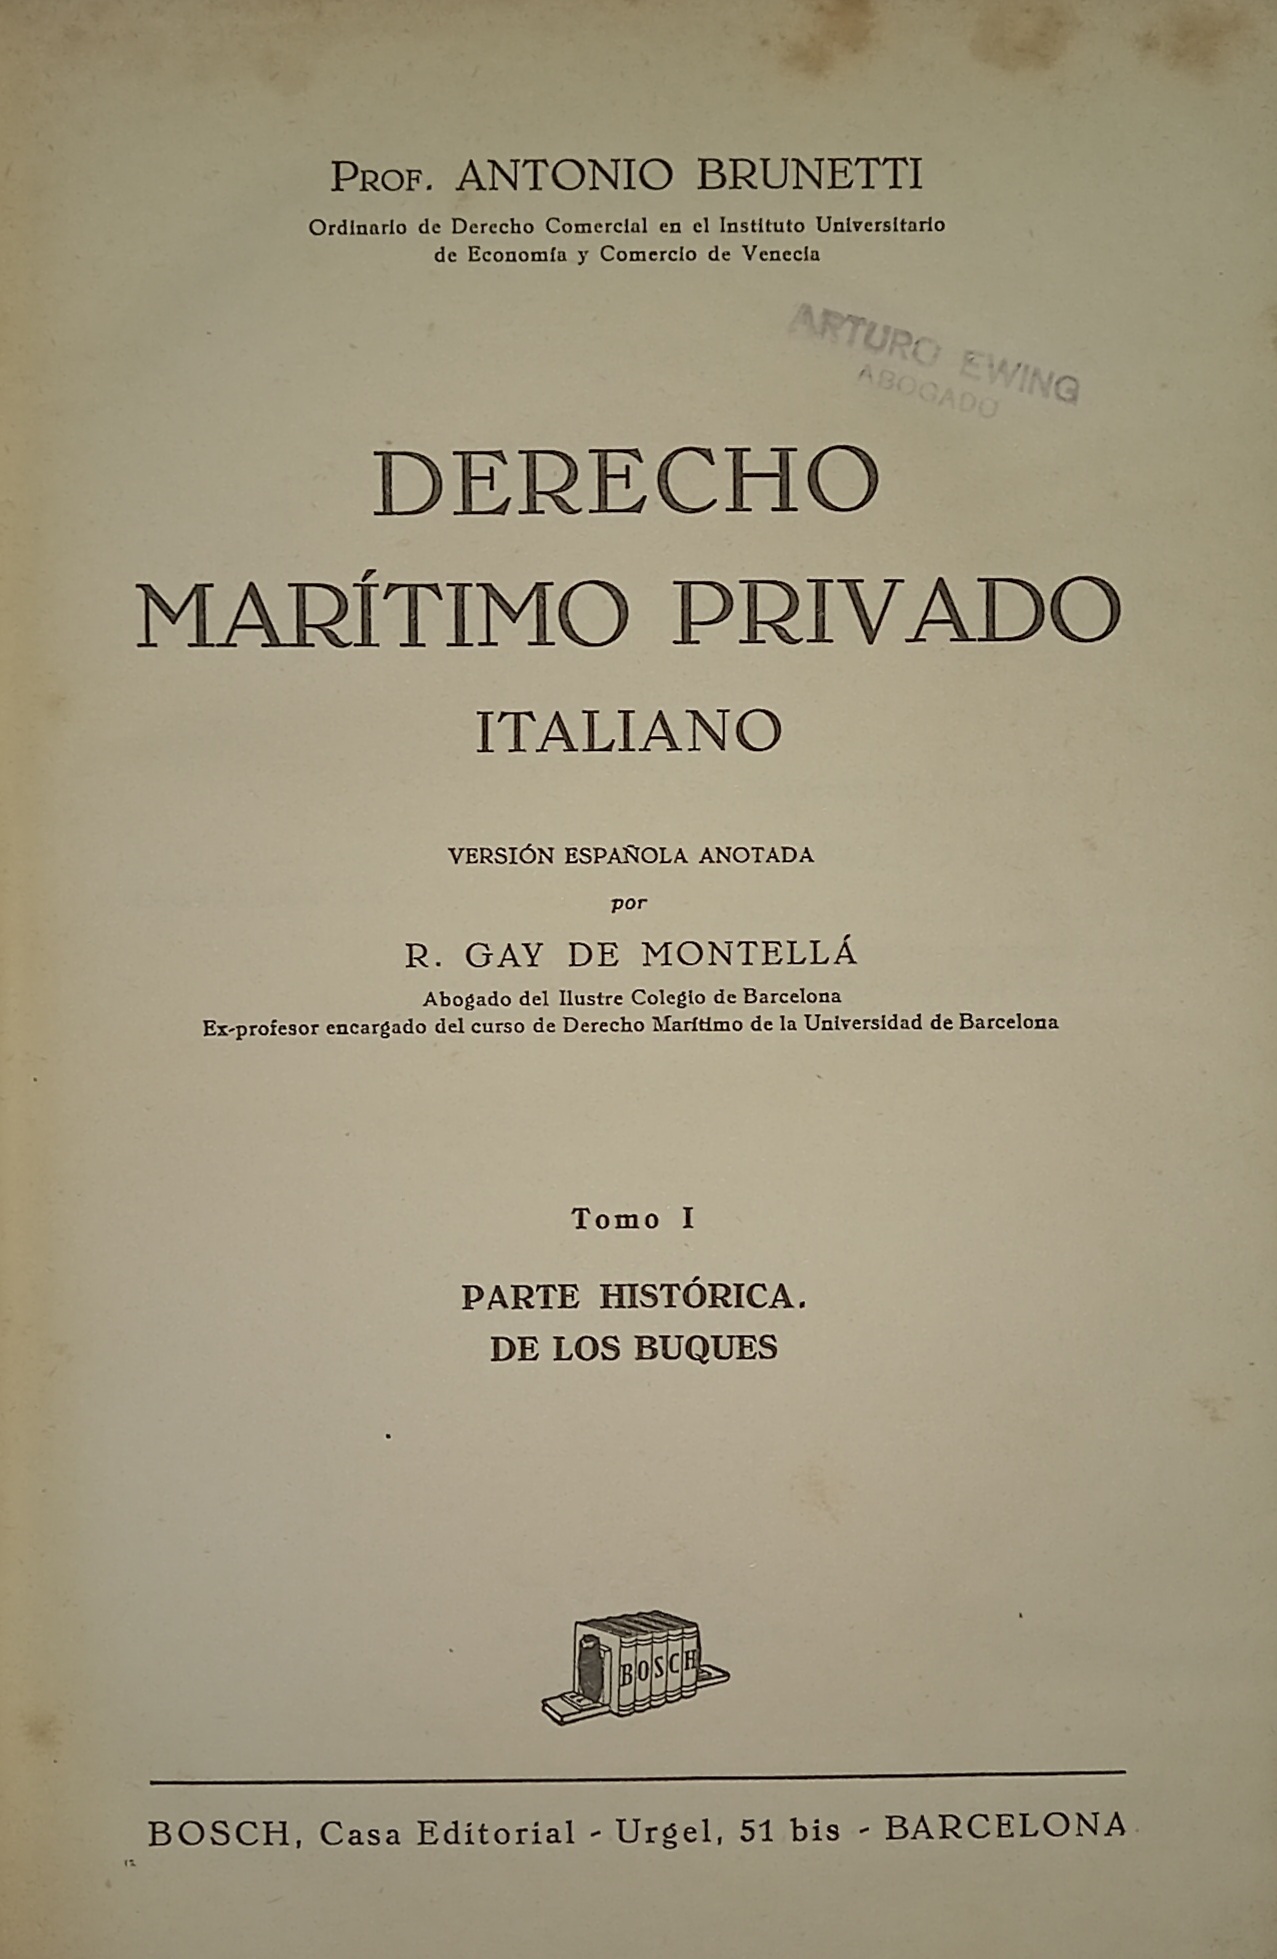 PROF. ANTONIO BRUNETTI
Ordinario de Derecho Comercial en el Instituto Universitario
de Economía y Comercio de Venecia
ARTURO EWING
ABOGADO
DERECHO
MARÍTIMO PRIVADO
ITALIANO
VERSIÓN ESPAÑOLA ANOTADA
por
R. GAY DE MONTELLÁ
Abogado del Ilustre Colegio de Barcelona
Ex-profesor encargado del curso de Derecho Marítimo de la Universidad de Barcelona
Tomo I
PARTE HISTÓRICA.
DE LOS BUQUES
BOSCH
BOSCH, Casa Editorial - Urgel, 51 bis - BARCELONA